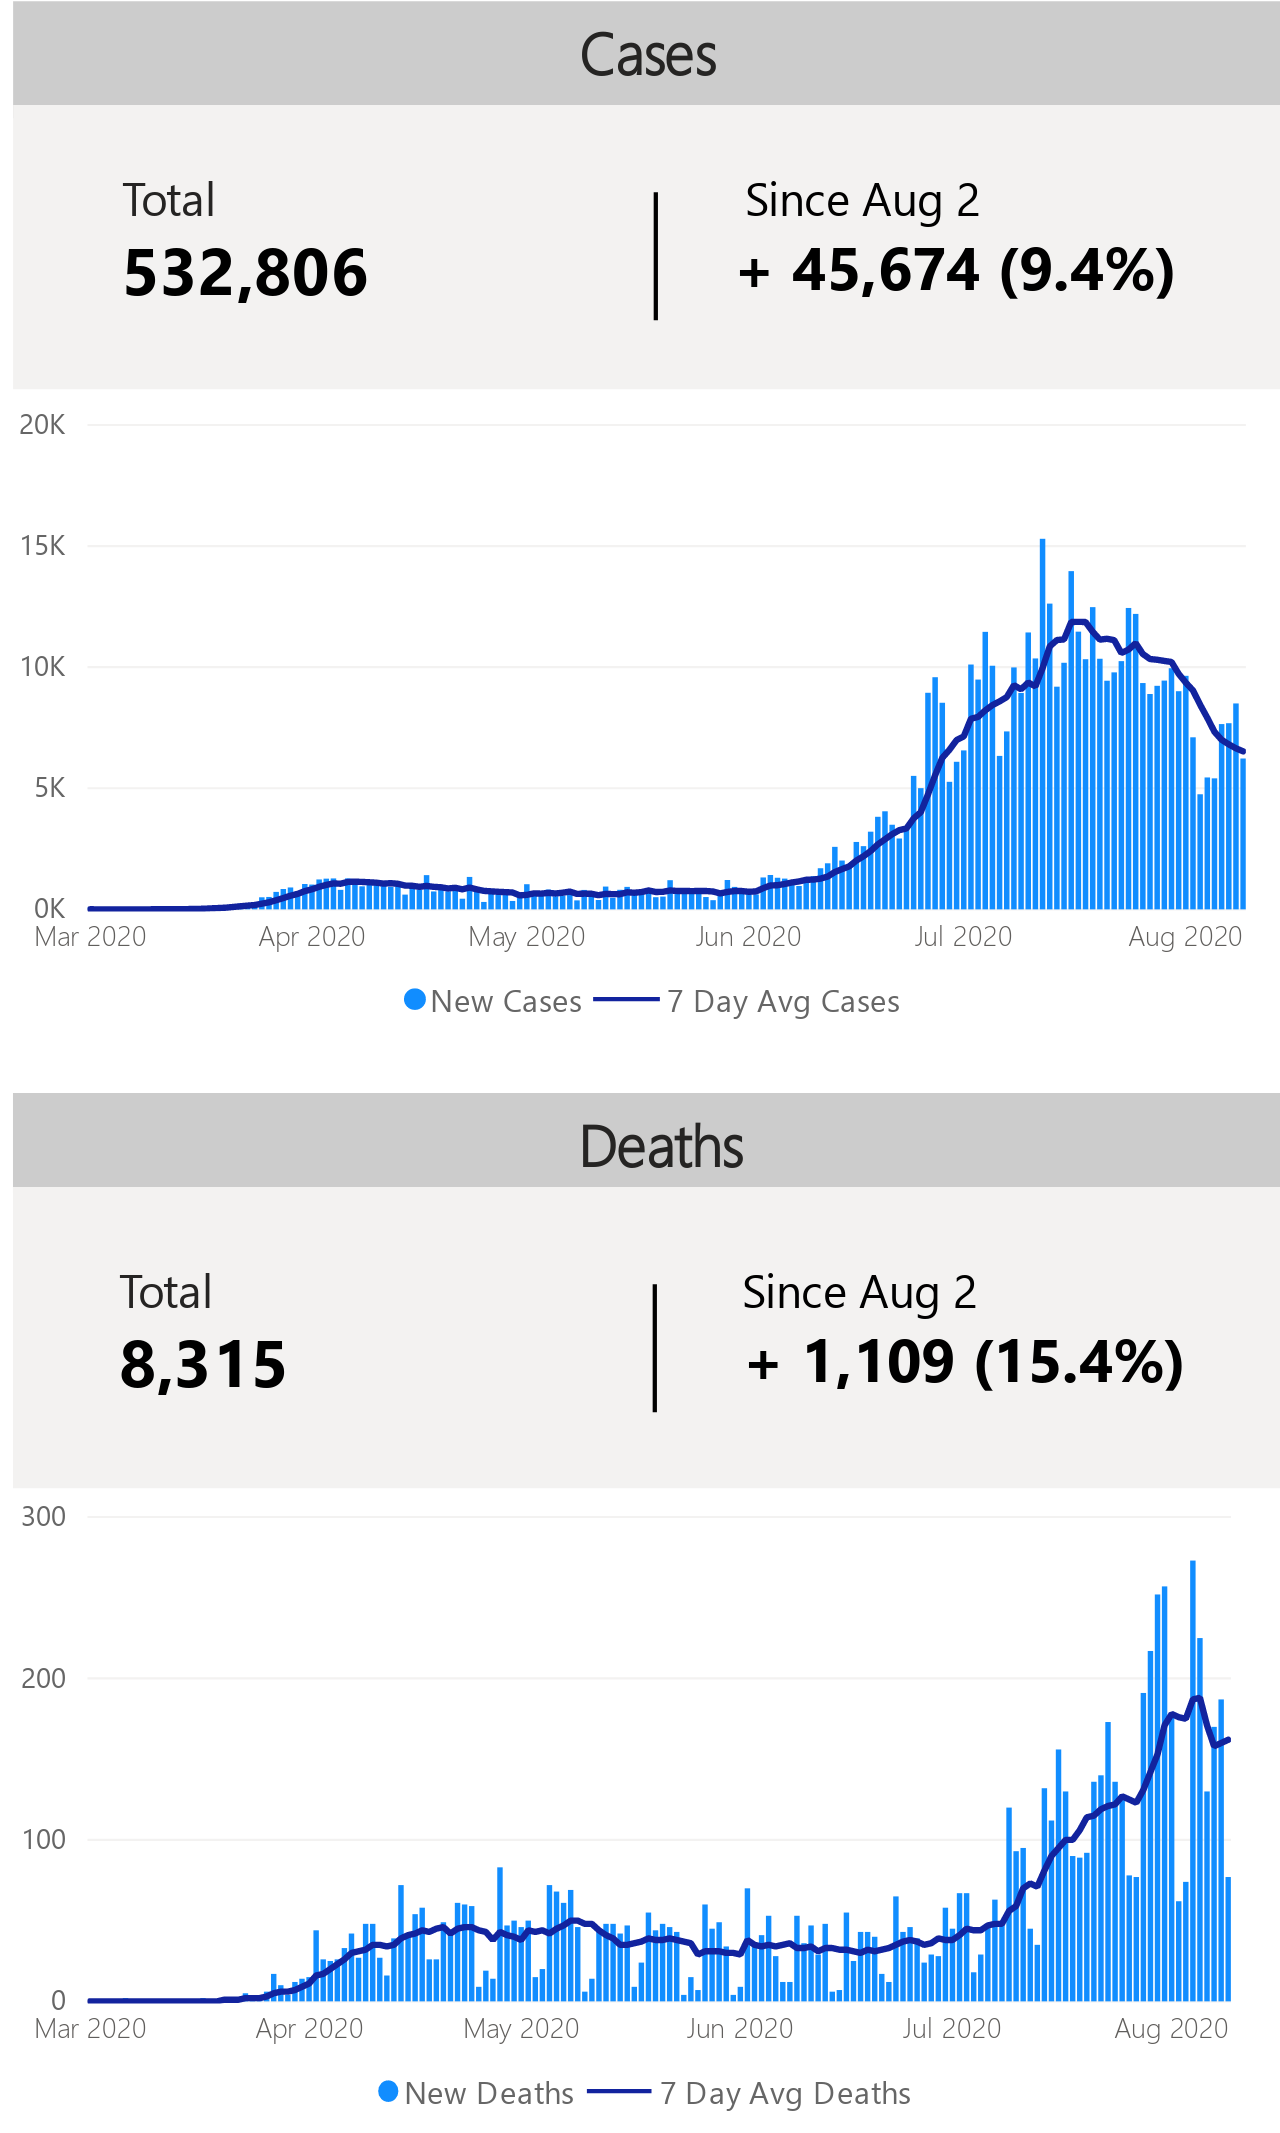 Cases
Total
532,806
Since Aug 2
+ 45,674 (9.4%)
20K
15K
10K
5K
0K
Mar 2020 Apr 2020 May 2020 Jun 2020 Jul 2020 Aug 2020
New Cases 7 Day Avg Cases
Deaths
Total
8,315
Since Aug 2
+ 1,109 (15.4%)
300
200
100
0
Mar 2020 Apr 2020 May 2020 Jun 2020 Jul 2020 Aug 2020
New Deaths 7 Day Avg Deaths